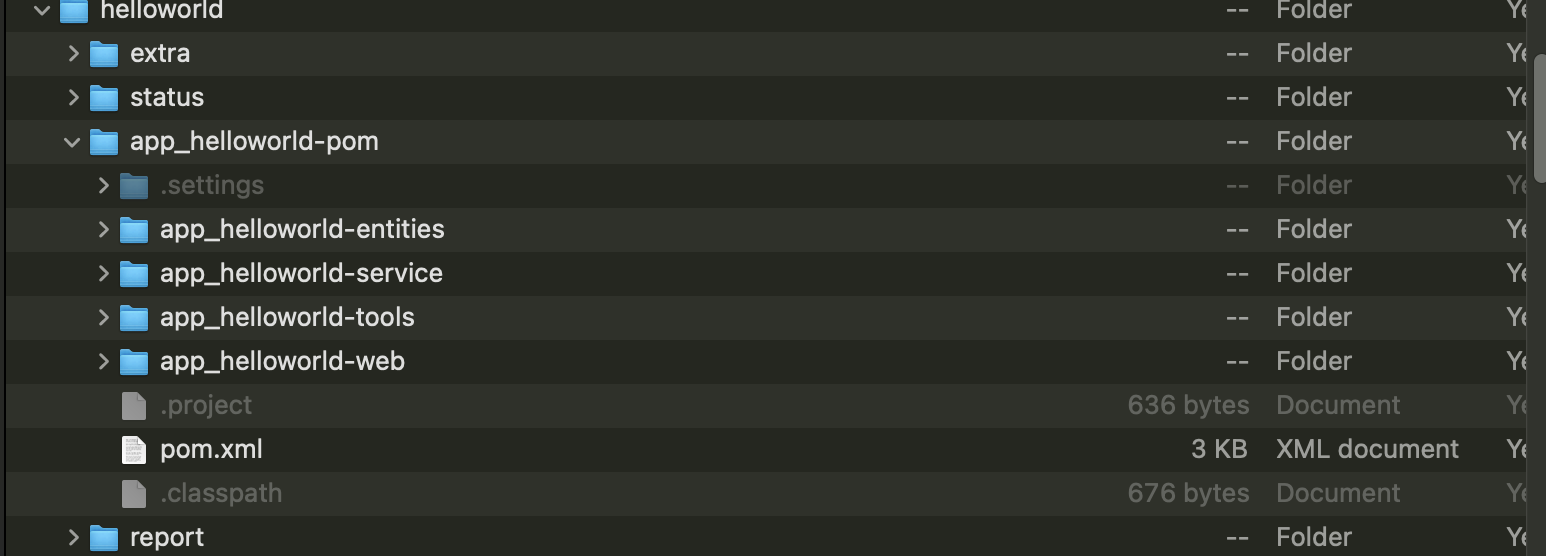 helloworld -- Folder Ye
extra -- Folder Ye
status -- Folder Ye
app_helloworld-pom -- Folder Ye
.settings -- Folder Ye
app_helloworld-entities -- Folder Ye
app_helloworld-service -- Folder Ye
app_helloworld-tools -- Folder Ye
app_helloworld-web -- Folder Ye
.project 636 bytes Document Ye
pom.xml 3 KB XML document Ye
.classpath 676 bytes Document Ye
report -- Folder Ye